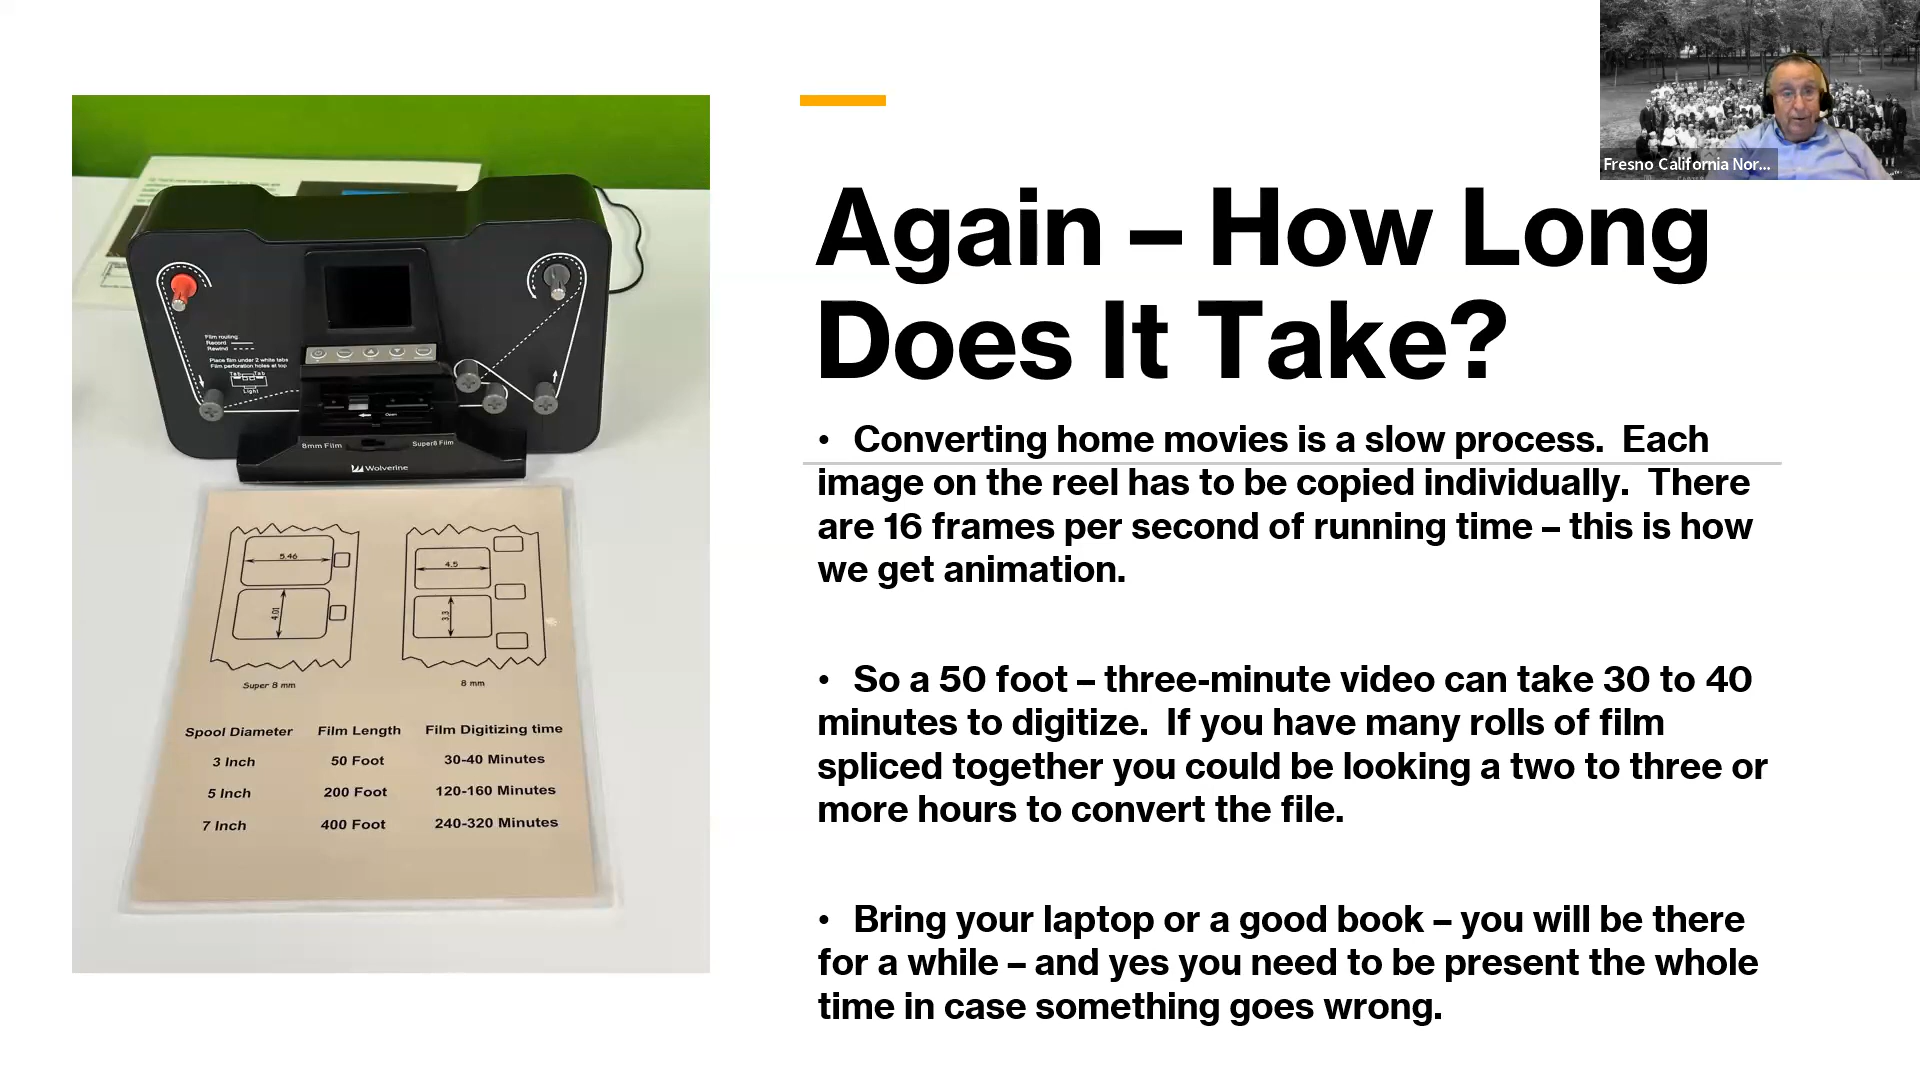 Fresno California Nor...
Again – How Long
Does It Take?
• Converting home movies is a slow process. Each
image on the reel has to be copied individually. There
are 16 frames per second of running time – this is how
we get animation.
• So a 50 foot – three-minute video can take 30 to 40
minutes to digitize. If you have many rolls of film
spliced together you could be looking a two to three or
more hours to convert the file.
• Bring your laptop or a good book – you will be there
for a while – and yes you need to be present the whole
time in case something goes wrong.
Film routing
Record
Rewind
Place film under 2 white tabs
Film perforation holes at top
Tab Tab
Light
Open
8mm Film Super8 Film
Wolverine
5.46 4.5
4.01 3.3
Super 8 mm 8 mm
Spool Diameter Film Length Film Digitizing time
3 Inch 50 Foot 30-40 Minutes
5 Inch 200 Foot 120-160 Minutes
7 Inch 400 Foot 240-320 Minutes